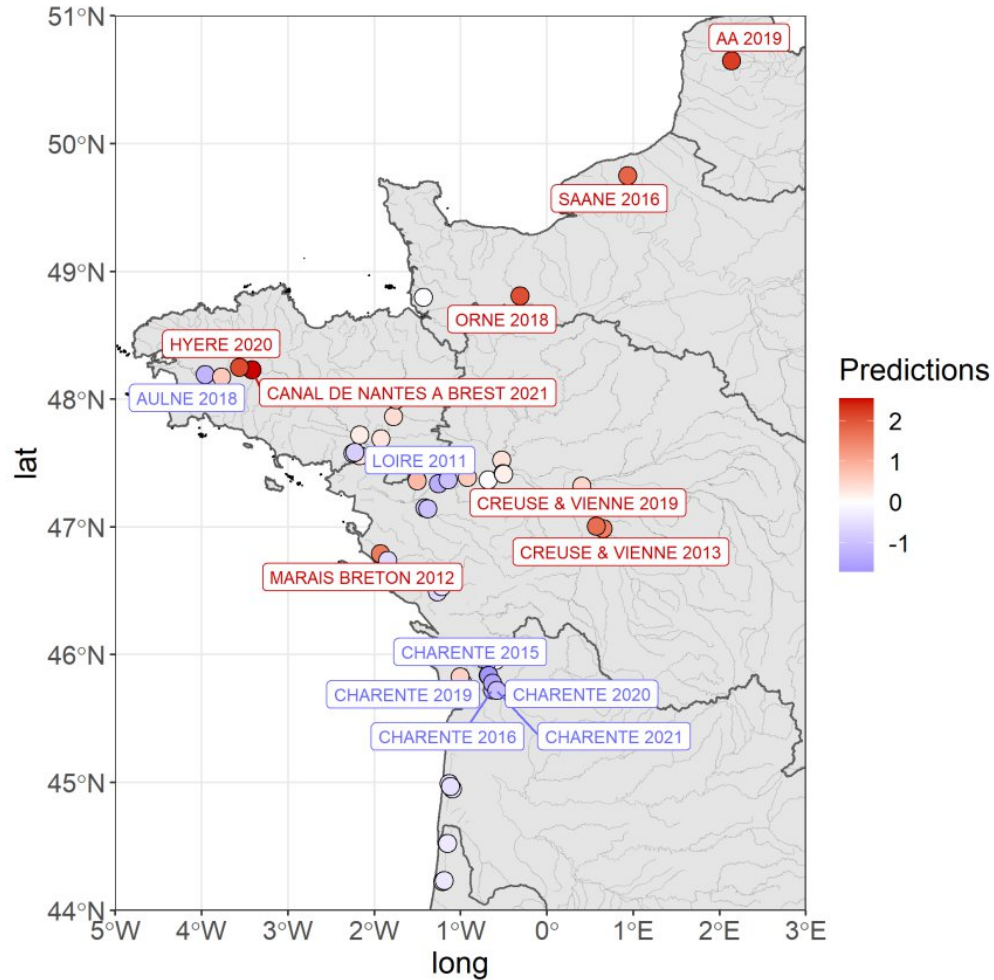 51°N
50°N
49°N
48°N
47°N
46°N
45°N
44°N
lat
AA 2019
SAANE 2016
ORNE 2018
HYERE 2020
CANAL DE NANTES A BREST 2021
AULNE 2018
LOIRE 2011
CREUSE & VIENNE 2019
CREUSE & VIENNE 2013
MARAIS BRETON 2012
CHARENTE 2015
CHARENTE 2019
CHARENTE 2020
CHARENTE 2016
CHARENTE 2021
5°W 4°W 3°W 2°W 1°W 0° 1°E 2°E 3°E
long
Predictions
2
1
0
-1